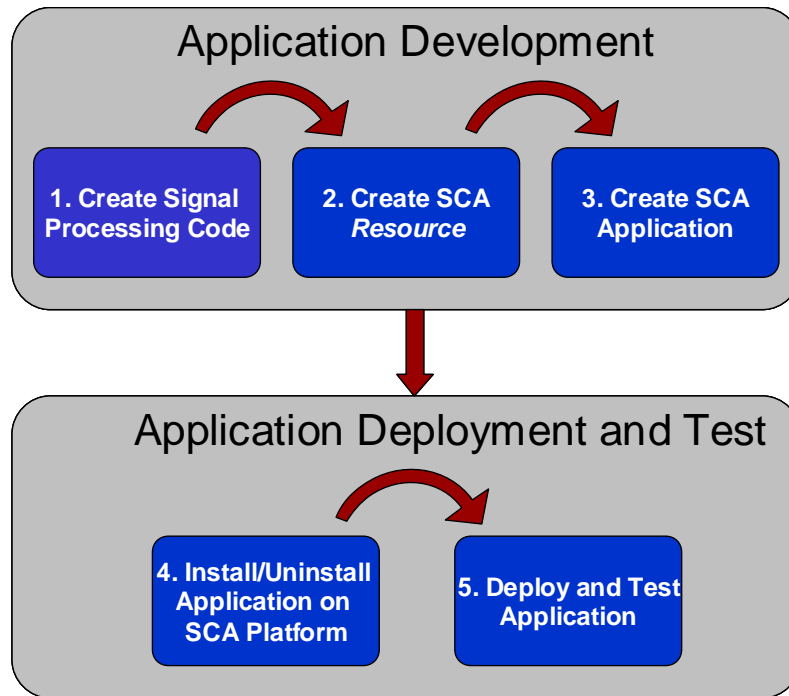 Application Development
1. Create Signal
Processing Code
2. Create SCA
Resource
3. Create SCA
Application
Application Deployment and Test
4. Install/Uninstall
Application on
SCA Platform
5. Deploy and Test
Application